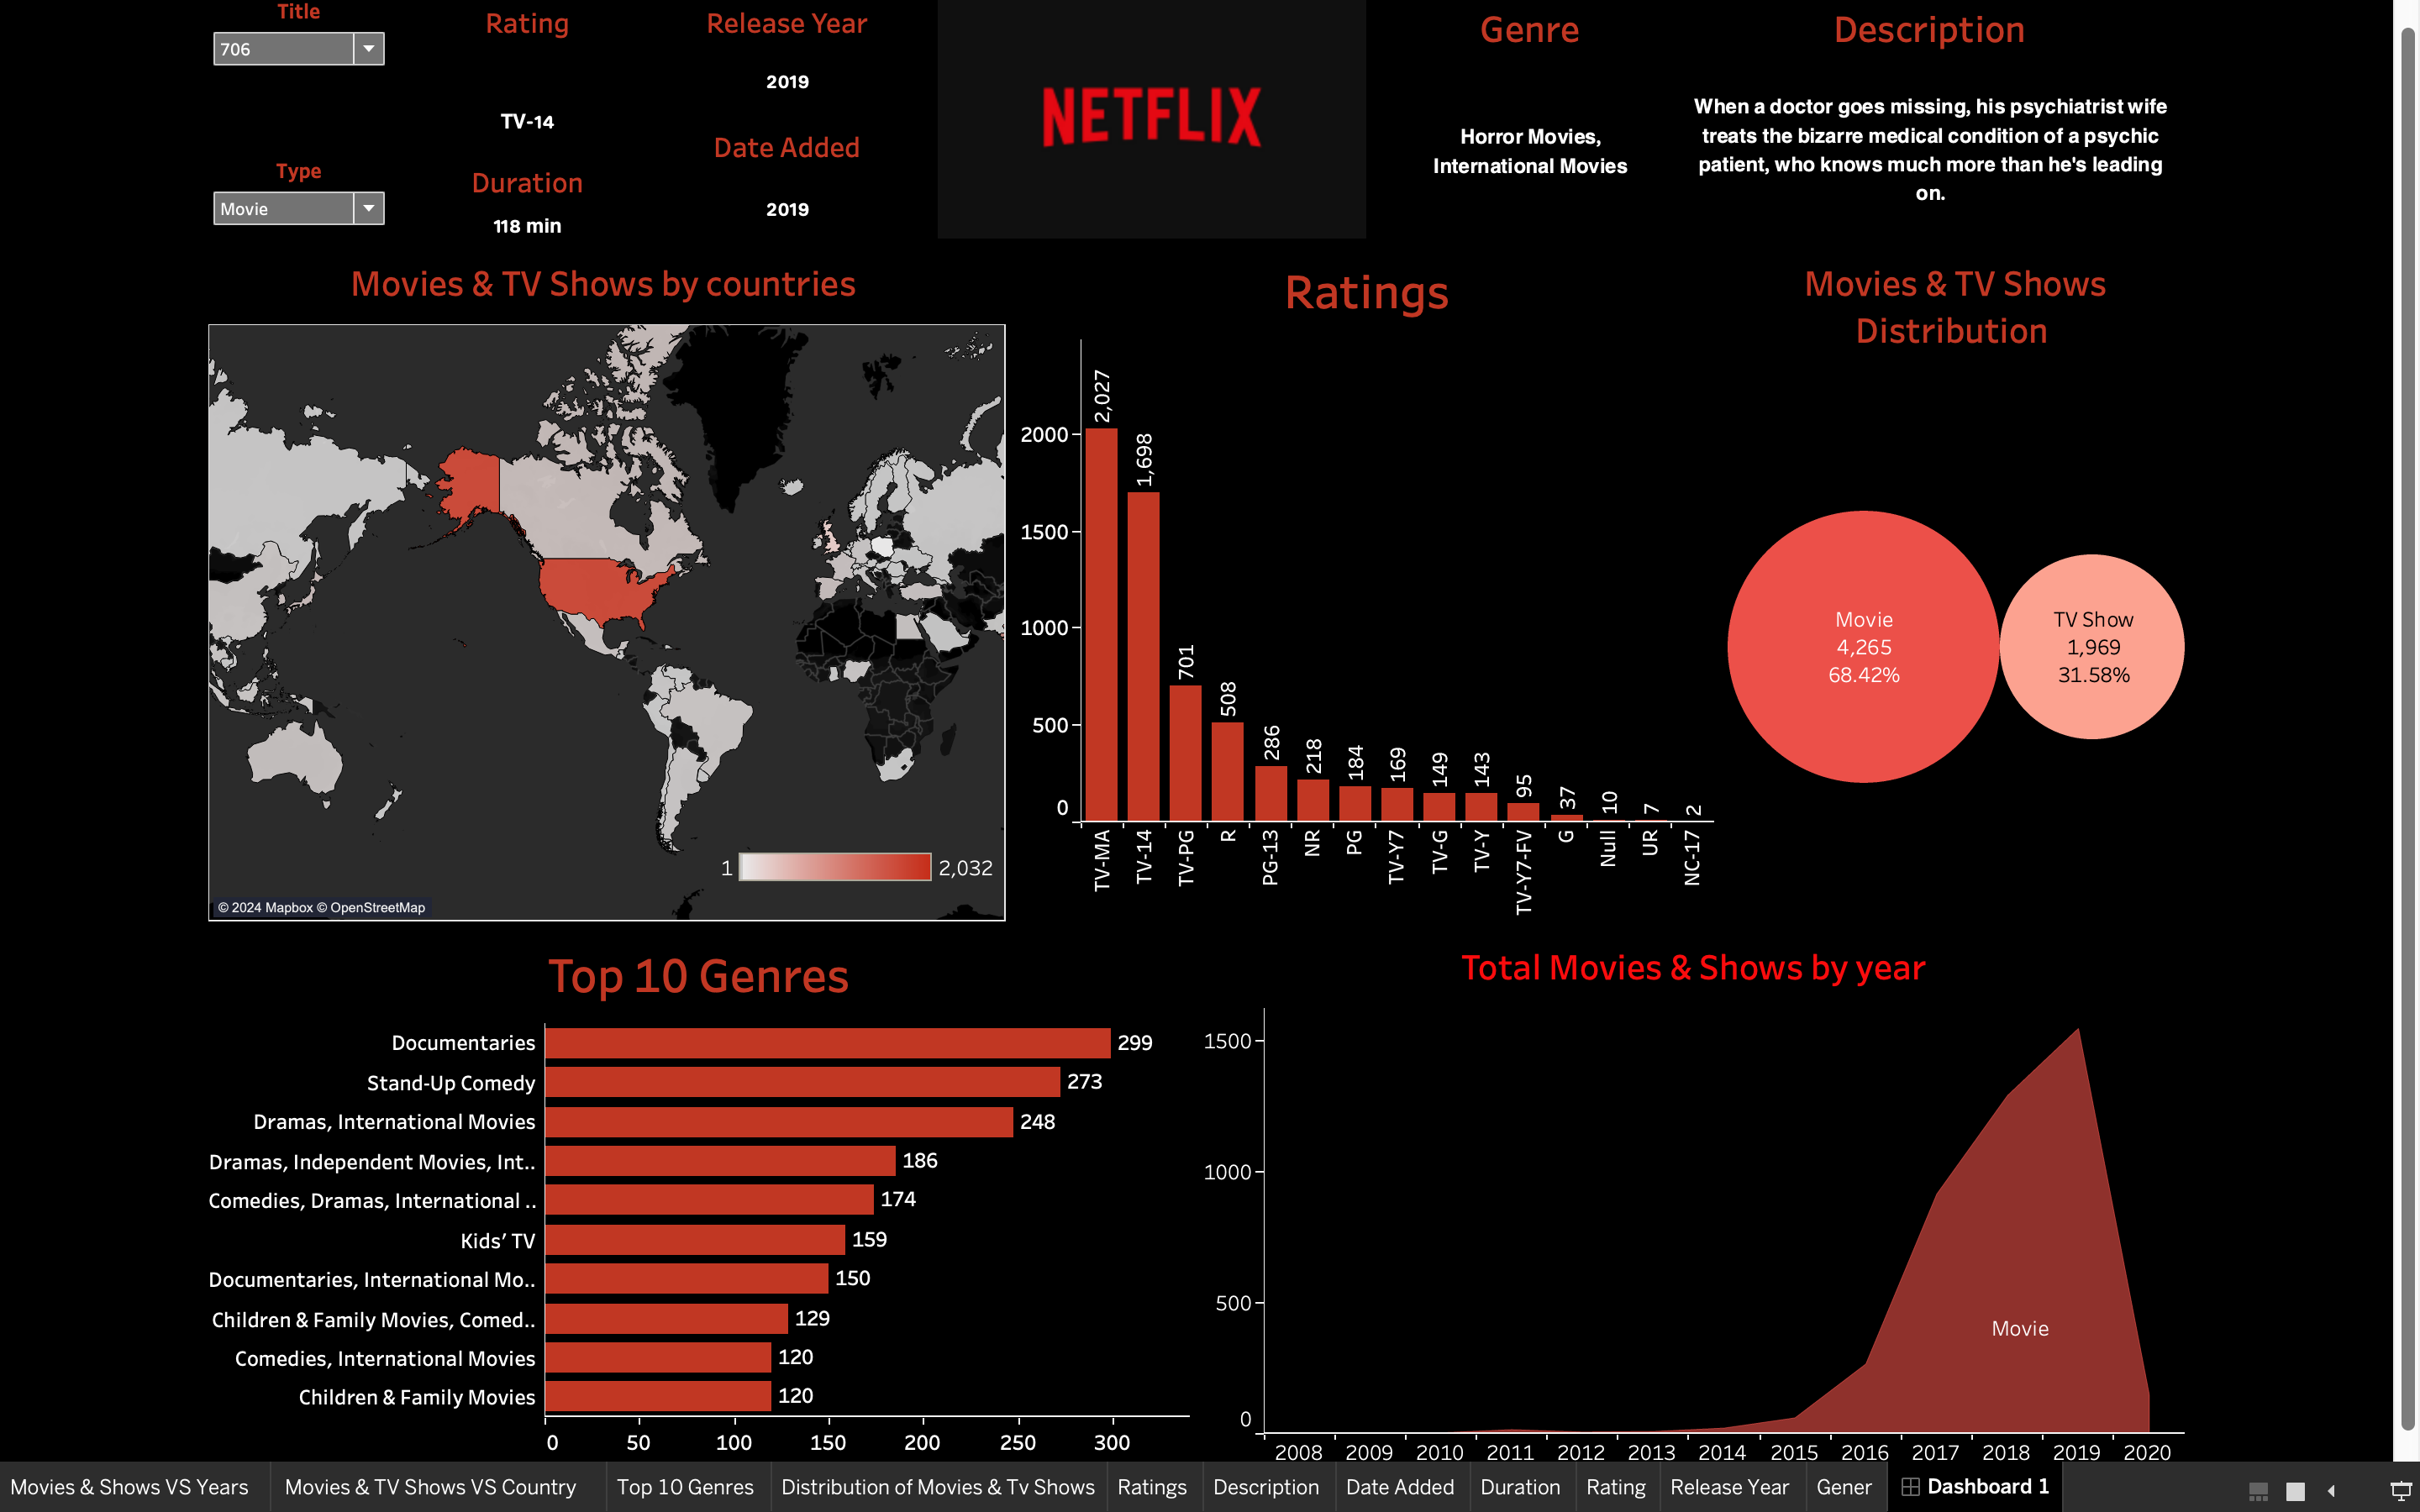 Title
706
Type
Movie
Rating
TV-14
Duration
118 min
Release Year
2019
Date Added
2019
NETFLIX
Genre
Horror Movies,
International Movies
Description
When a doctor goes missing, his psychiatrist wife
treats the bizarre medical condition of a psychic
patient, who knows much more than he's leading
on.
Movies & TV Shows by countries
1
2,032
© 2024 Mapbox © OpenStreetMap
Ratings
2000
1500
1000
500
0
2,027
1,698
701
508
286
218
184
169
149
143
95
37
10
7
2
TV-MA
TV-14
TV-PG
R
PG-13
NR
PG
TV-Y7
TV-G
TV-Y
TV-Y7-FV
G
Null
UR
NC-17
Movies & TV Shows
Distribution
Movie
4,265
68.42%
TV Show
1,969
31.58%
Top 10 Genres
Documentaries 299
Stand-Up Comedy 273
Dramas, International Movies 248
Dramas, Independent Movies, Int.. 186
Comedies, Dramas, International .. 174
Kids’ TV 159
Documentaries, International Mo.. 150
Children & Family Movies, Comed.. 129
Comedies, International Movies 120
Children & Family Movies 120
0 50 100 150 200 250 300
Total Movies & Shows by year
1500
1000
500
0
Movie
2008 2009 2010 2011 2012 2013 2014 2015 2016 2017 2018 2019 2020
Movies & Shows VS Years Movies & TV Shows VS Country Top 10 Genres Distribution of Movies & Tv Shows Ratings Description Date Added Duration Rating Release Year Gener Dashboard 1